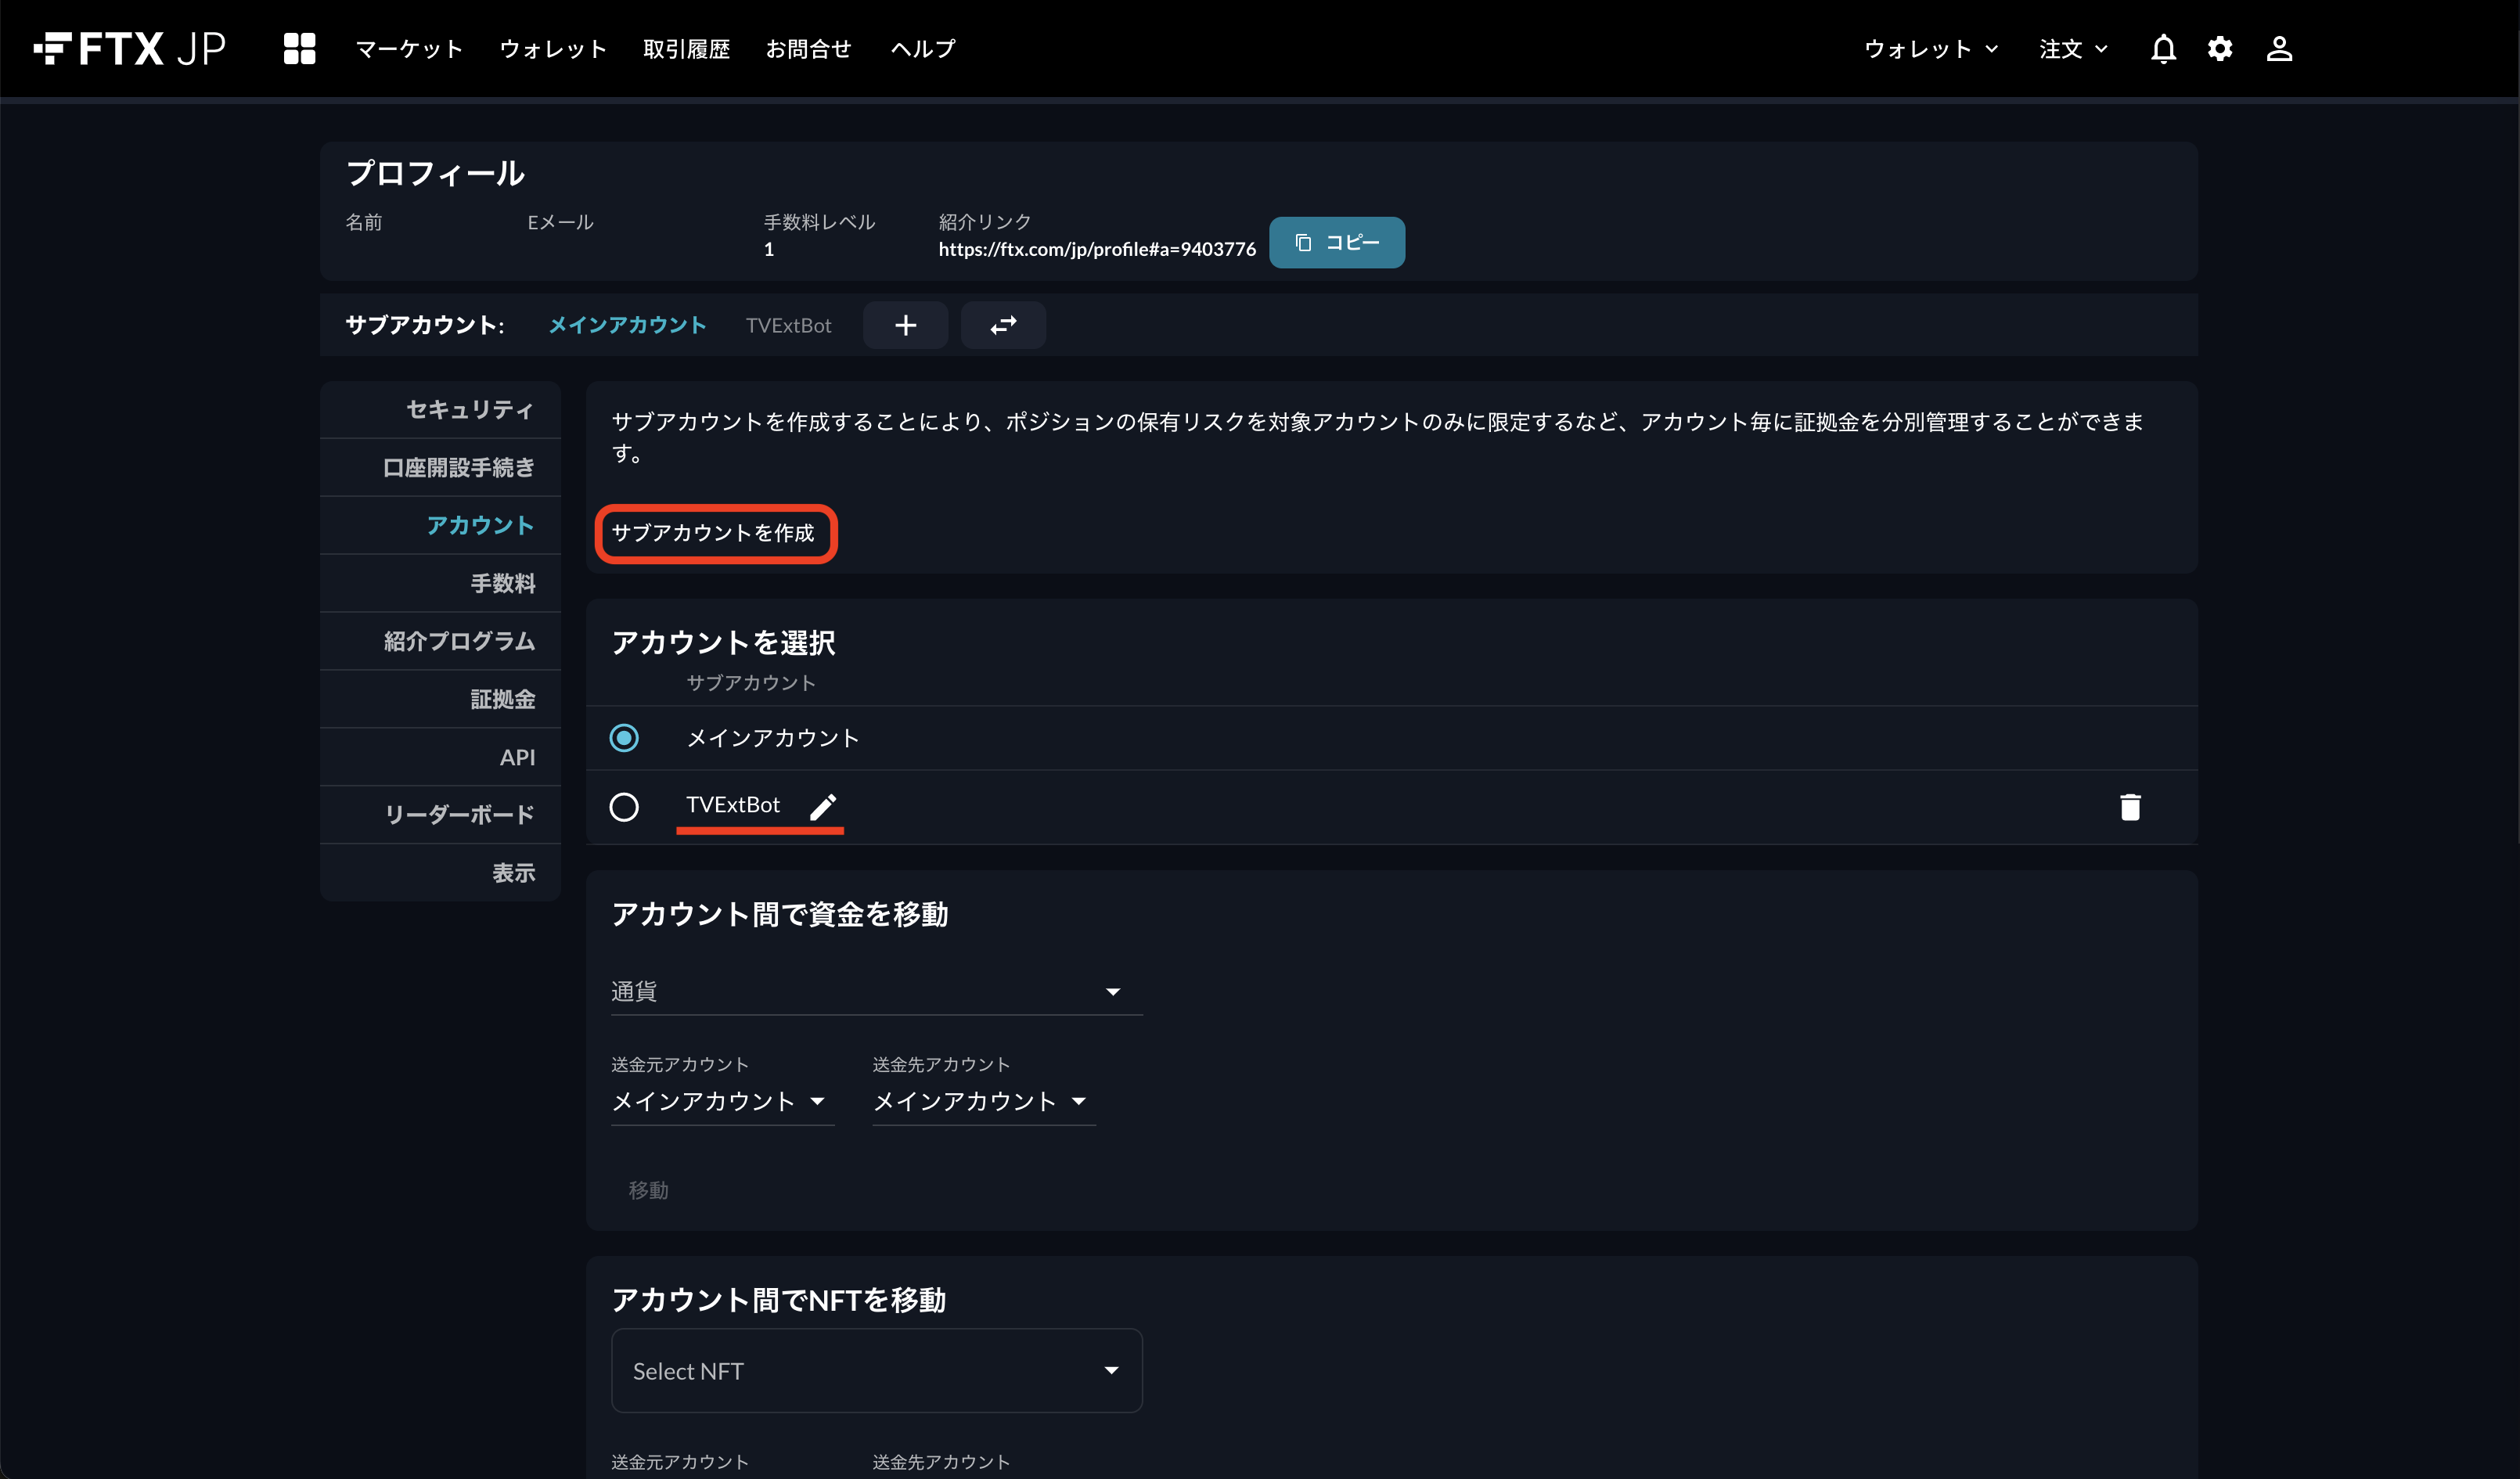 FTX JP
マーケット ウォレット 取引履歴 お問合せ ヘルプ ウォレット 注文
プロフィール
名前 Eメール 手数料レベル 紹介リンク
1 https://ftx.com/jp/profile#a=9403776 コピー
サブアカウント: メインアカウント TVExtBot
セキュリティ
口座開設手続き
アカウント
手数料
紹介プログラム
証拠金
API
リーダーボード
表示
サブアカウントを作成することにより、ポジションの保有リスクを対象アカウントのみに限定するなど、アカウント毎に証拠金を分別管理することができま
す。
サブアカウントを作成
アカウントを選択
サブアカウント
メインアカウント
TVExtBot
アカウント間で資金を移動
通貨
送金元アカウント 送金先アカウント
メインアカウント メインアカウント
移動
アカウント間でNFTを移動
Select NFT
送金元アカウント 送金先アカウント